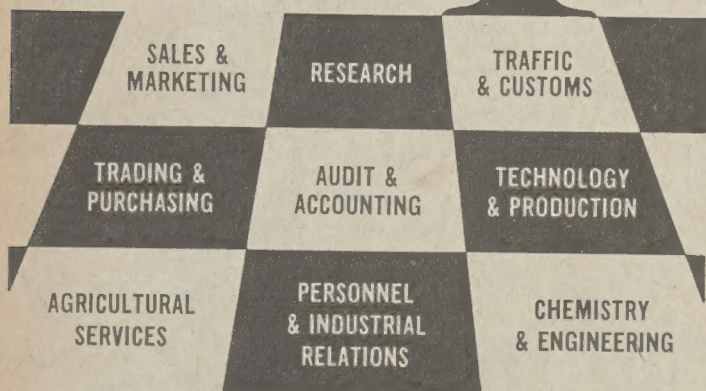 SALES &
MARKETING
RESEARCH
TRAFFIC
& CUSTOMS
TRADING &
PURCHASING
AUDIT &
ACCOUNTING
TECHNOLOGY
& PRODUCTION
AGRICULTURAL
SERVICES
PERSONNEL
& INDUSTRIAL
RELATIONS
CHEMISTRY
& ENGINEERING